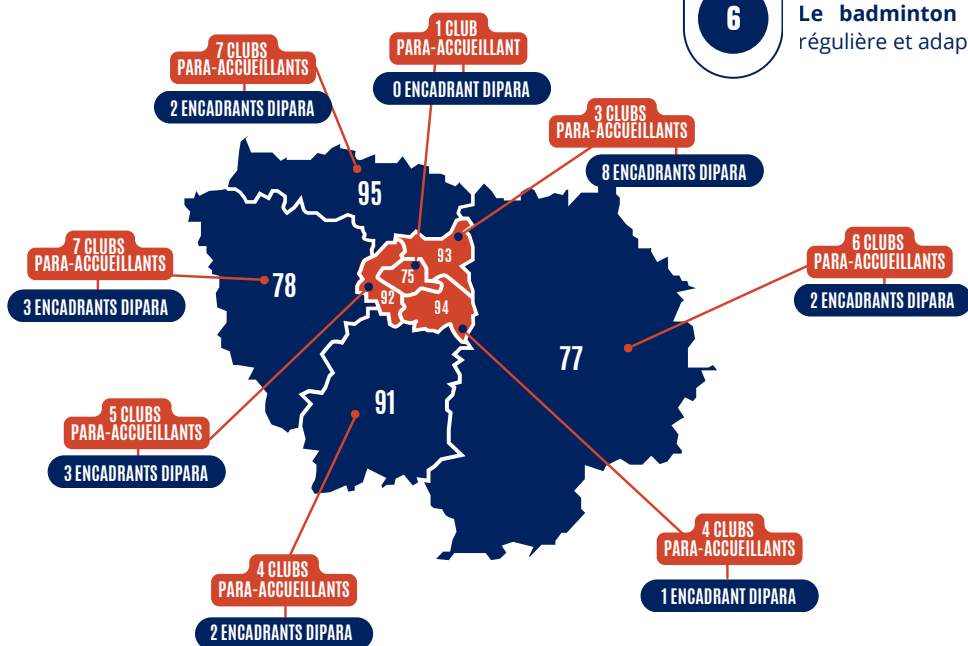 6
Le badminton
régulière et adap
7 CLUBS
PARA-ACCUEILLANTS
2 ENCADRANTS DIPARA
1 CLUB
PARA-ACCUEILLANT
0 ENCADRANT DIPARA
3 CLUBS
PARA-ACCUEILLANTS
8 ENCADRANTS DIPARA
7 CLUBS
PARA-ACCUEILLANTS
3 ENCADRANTS DIPARA
6 CLUBS
PARA-ACCUEILLANTS
2 ENCADRANTS DIPARA
95
78
93
75
92
94
77
91
5 CLUBS
PARA-ACCUEILLANTS
3 ENCADRANTS DIPARA
4 CLUBS
PARA-ACCUEILLANTS
2 ENCADRANTS DIPARA
4 CLUBS
PARA-ACCUEILLANTS
1 ENCADRANT DIPARA